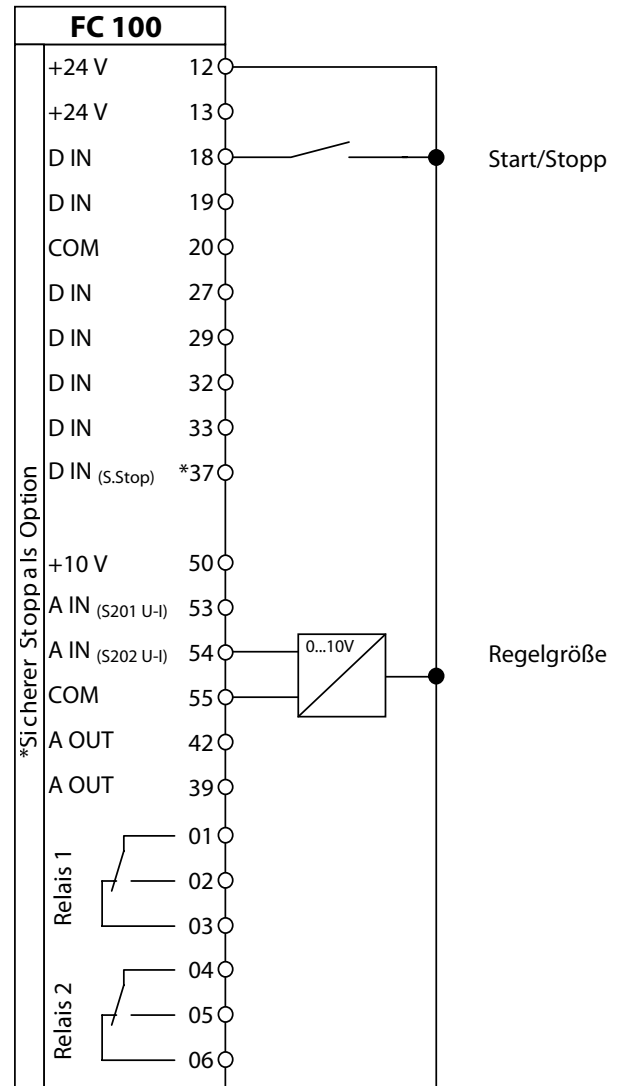 FC 100
+24 V 12
+24 V 13
D IN 18 Start/Stopp
D IN 19
COM 20
D IN 27
D IN 29
D IN 32
D IN 33
D IN (S.Stop) *37
+10 V 50
A IN (S201 U-I) 53
A IN (S202 U-I) 54 0...10V Regelgröße
COM 55
A OUT 42
A OUT 39
*Sicherer Stopp als Option
Relais 1
01
02
03
Relais 2
04
05
06